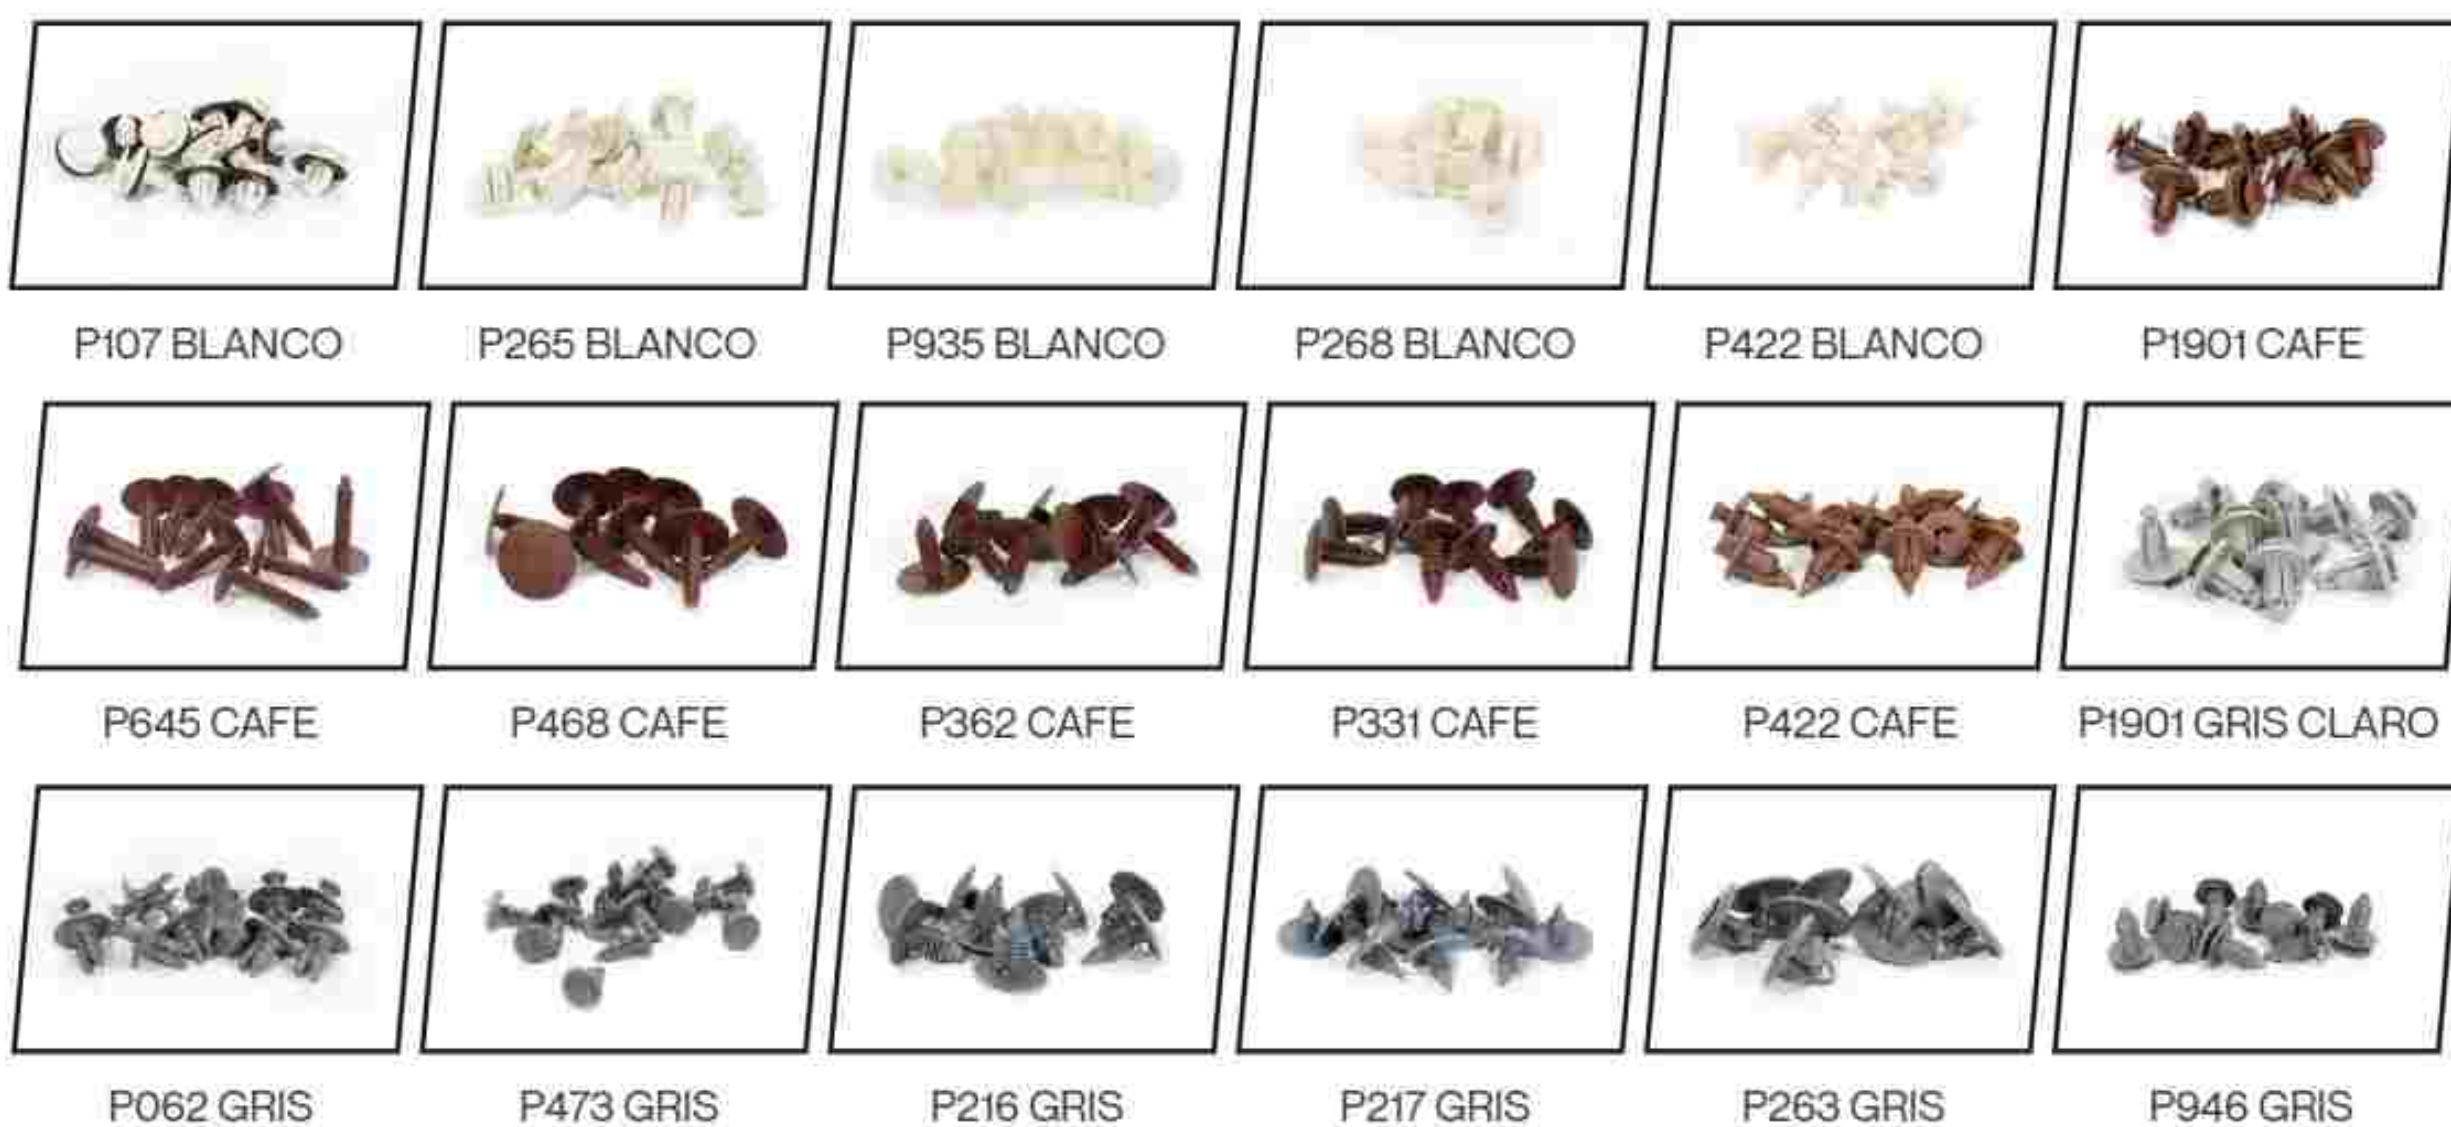 P107 BLANCO
P265 BLANCO
P935 BLANCO
P268 BLANCO
P422 BLANCO
P1901 CAFE
P645 CAFE
P468 CAFE
P362 CAFE
P331 CAFE
P422 CAFE
P1901 GRIS CLARO
P062 GRIS
P473 GRIS
P216 GRIS
P217 GRIS
P263 GRIS
P946 GRIS